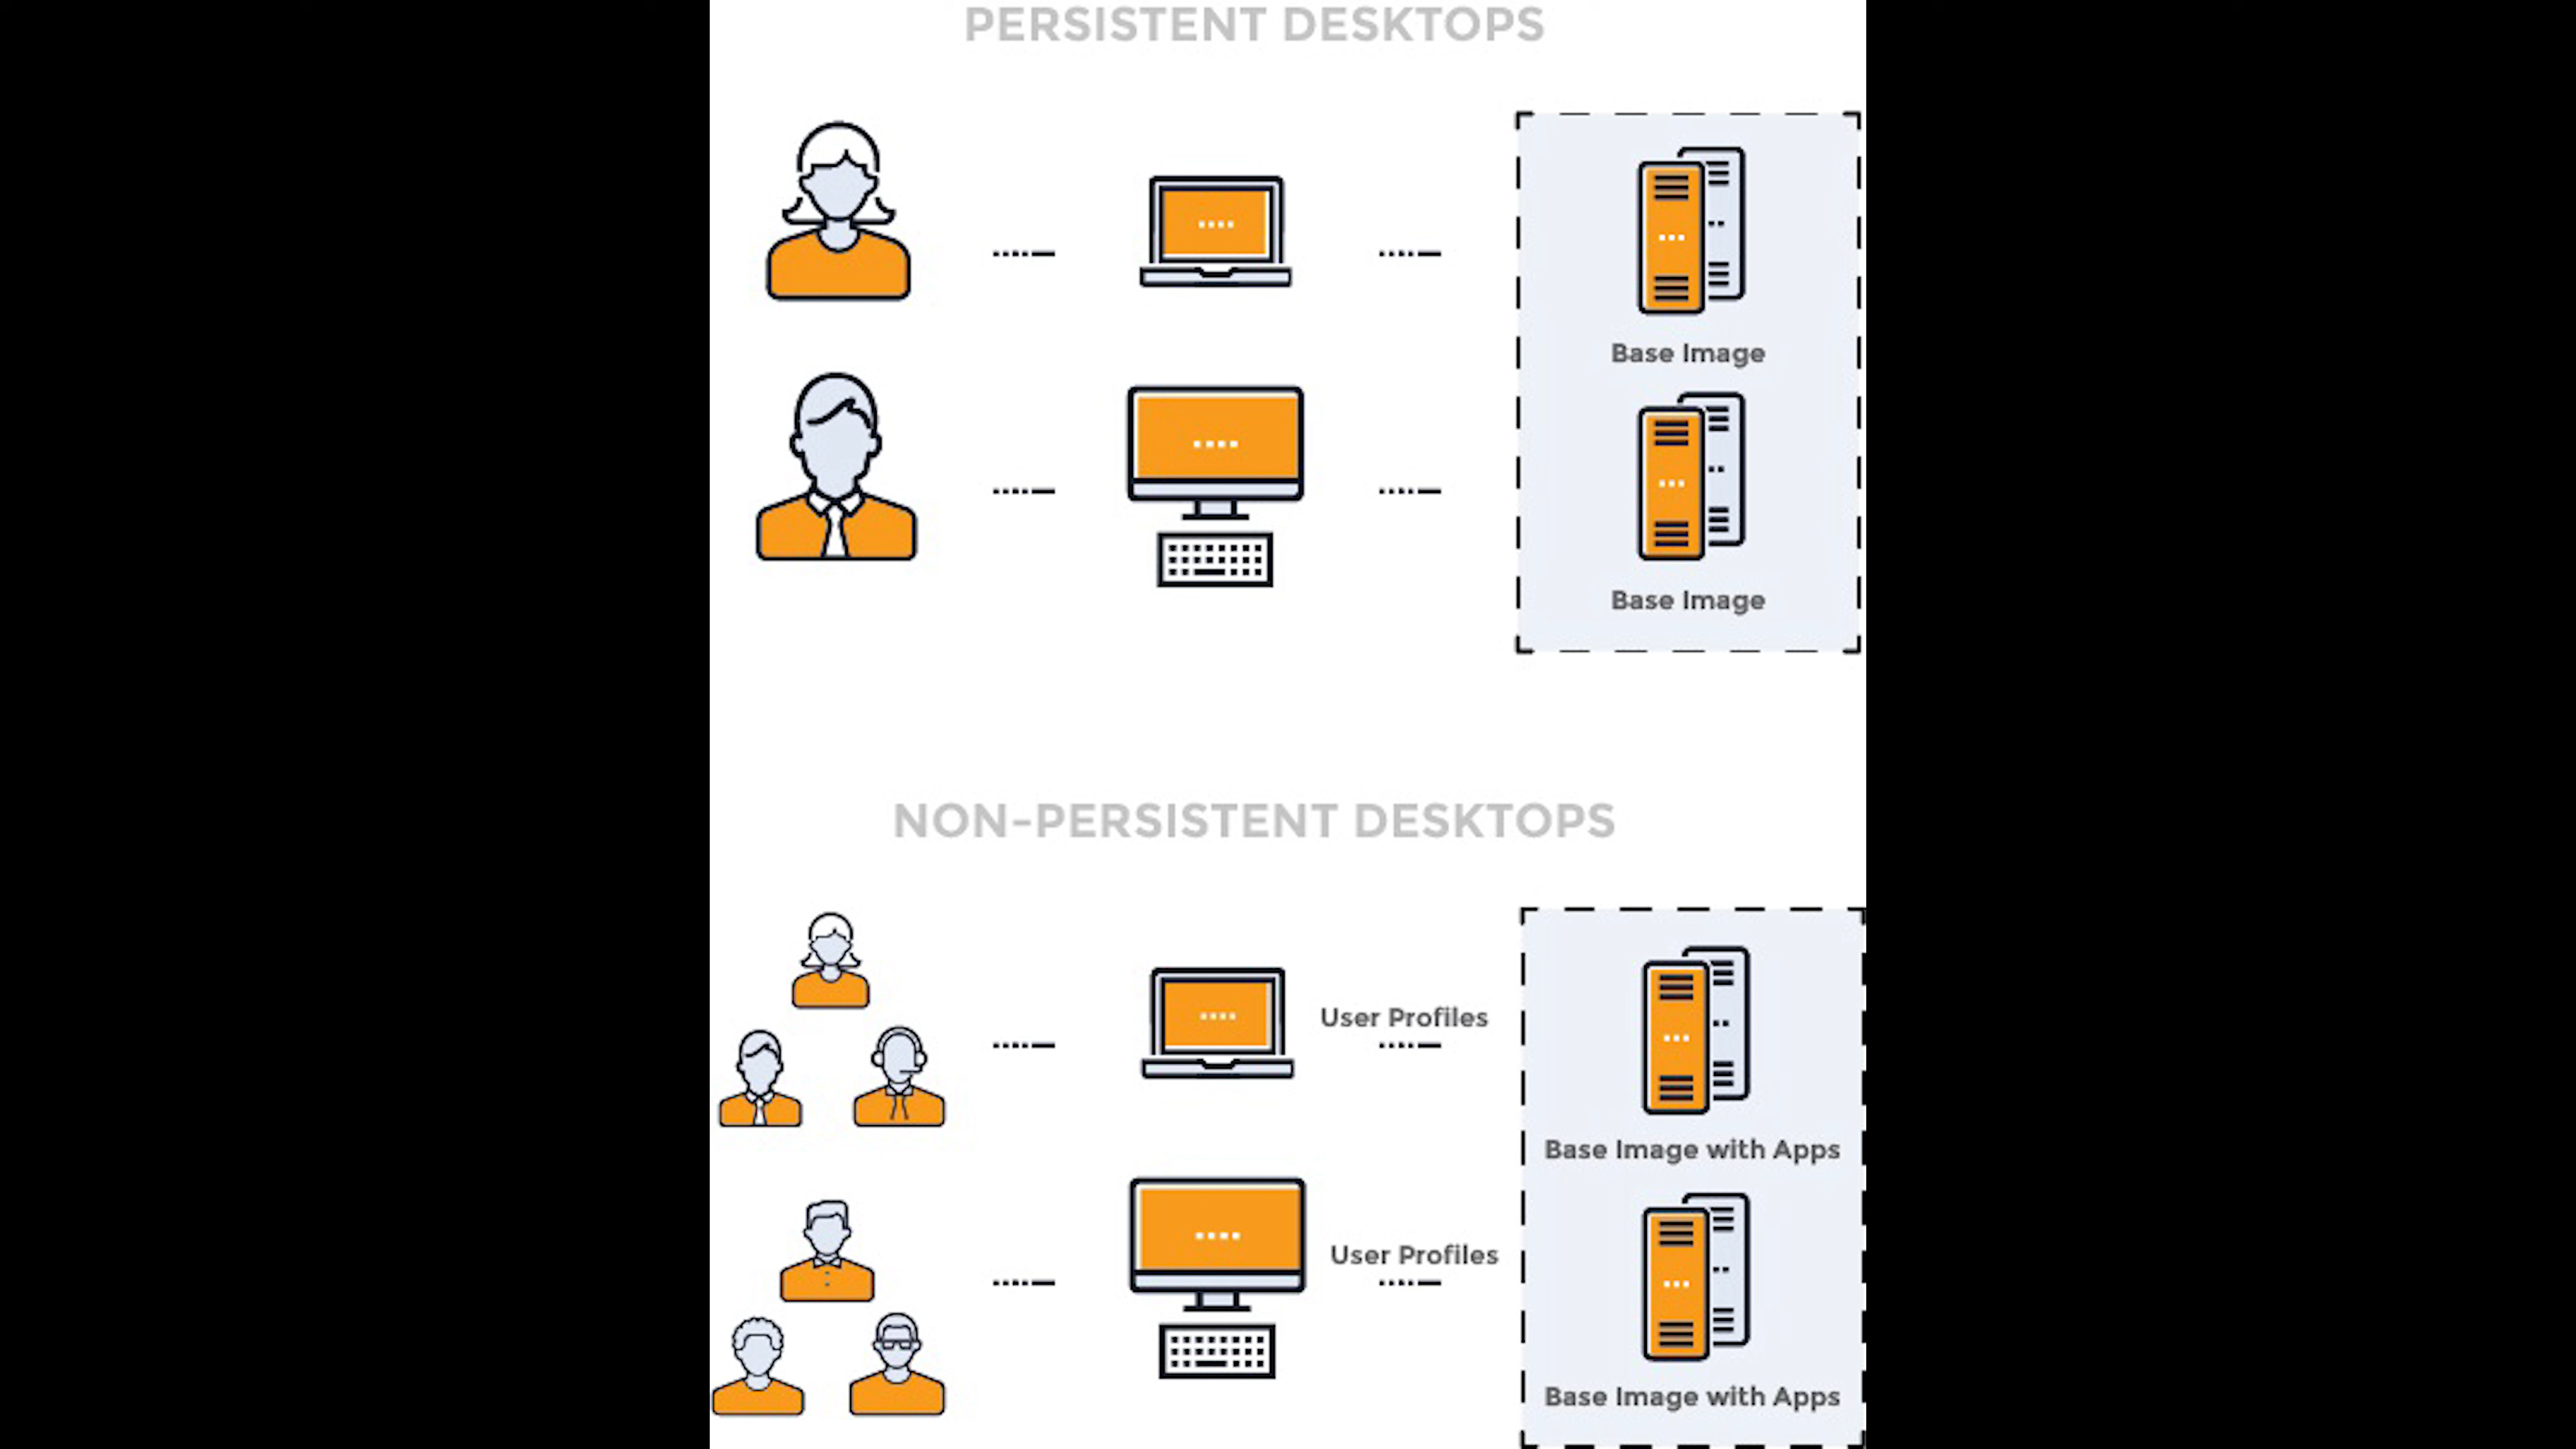 PERSISTENT DESKTOPS
Base Image
Base Image
NON-PERSISTENT DESKTOPS
User Profiles
Base Image with Apps
User Profiles
Base Image with Apps